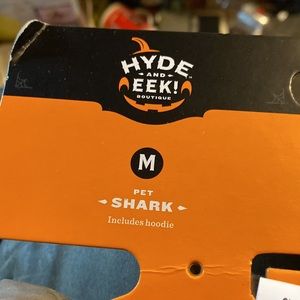 HYDE
AND
EEK!
BOUTIQUE
M
PET
SHARK
Includes hoodie